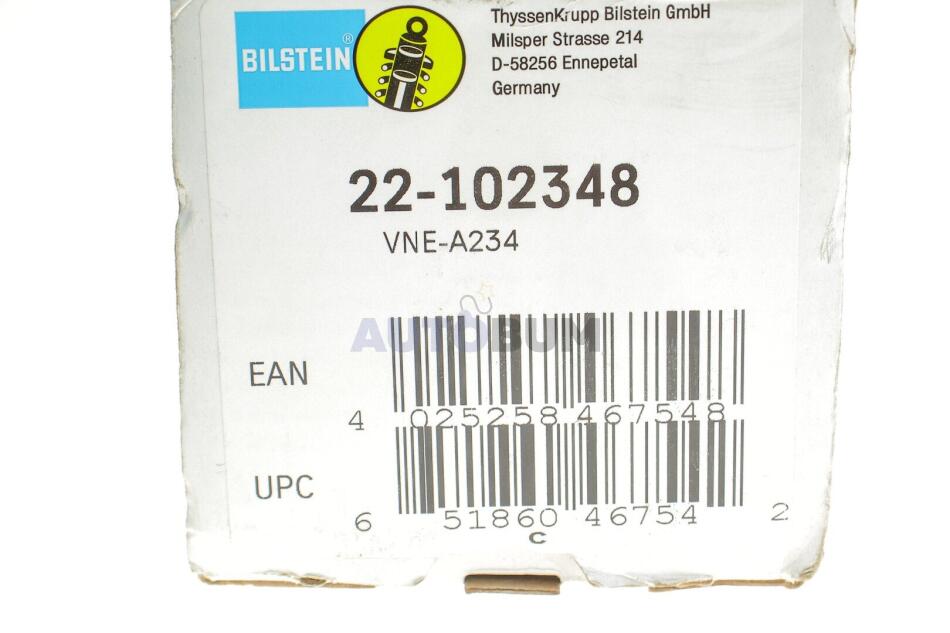 BILSTEIN®
ThyssenKrupp Bilstein GmbH
Milsper Strasse 214
D-58256 Ennepetal
Germany
22-102348
VNE-A234
AUTOBUM
EAN
4 025258 467548
UPC
6 51860 46754 2
C